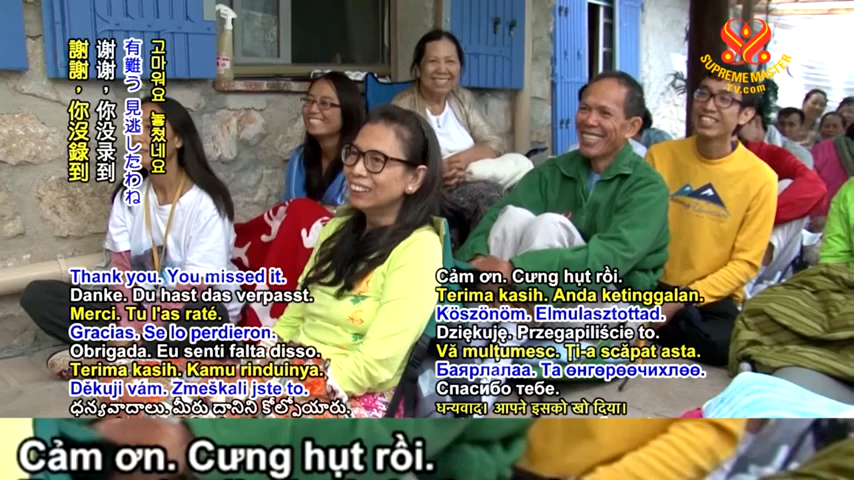 謝謝，你沒錄到
谢谢，你没录到
有難う 見逃したわね
고마워요 놓쳤네요
SUPREME MASTER
TV.com
Thank you. You missed it.
Danke. Du hast das verpasst.
Merci. Tu l'as raté.
Gracias. Se lo perdieron.
Obrigada. Eu senti falta disso.
Terima kasih. Kamu rinduinya.
Děkuji vám. Zmeškali jste to.
ధన్యవాదాలు. మీరు దానిని కోల్పోయారు.
Cảm ơn. Cưng hụt rồi.
Terima kasih. Anda ketinggalan.
Köszönöm. Elmulasztottad.
Dziękuję. Przegapiliście to.
Vă mulţumesc. Ţi-a scăpat asta.
Баярлалаа. Та өнгөрөөчихлөө.
Спасибо тебе.
धन्यवाद। आपने इसको खो दिया।
Cảm ơn. Cưng hụt rồi.